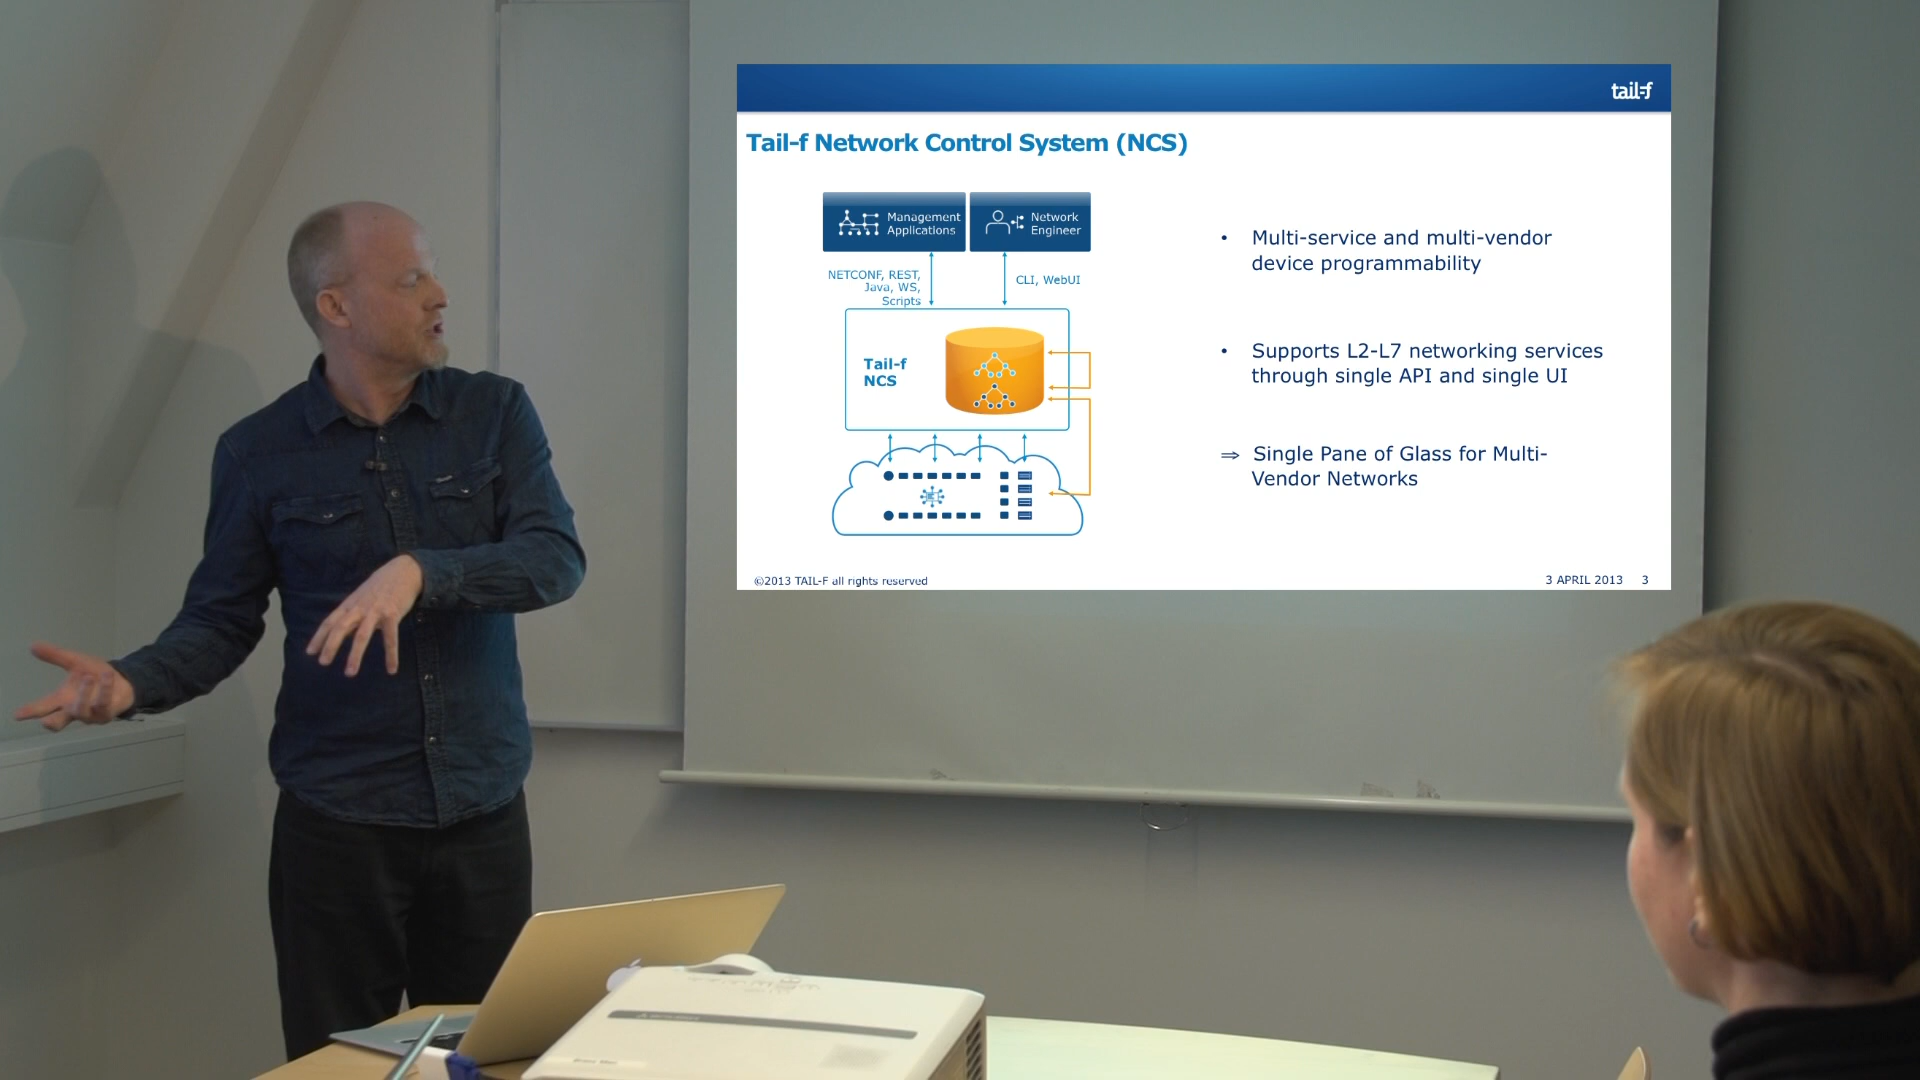 tail-f
Tail-f Network Control System (NCS)
Management
Applications
Network
Engineer
NETCONF, REST,
Java, WS,
Scripts
CLI, WebUI
Tail-f
NCS
• Multi-service and multi-vendor
device programmability
• Supports L2-L7 networking services
through single API and single UI
⇒ Single Pane of Glass for Multi-
Vendor Networks
©2013 TAIL-F all rights reserved
3 APRIL 2013 3